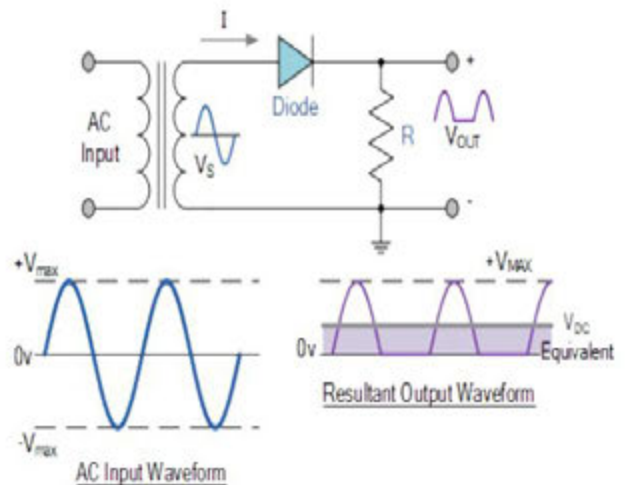 I
Diode
AC
Input
V_S
R
+
V_OUT
-
+V_max
0v
-V_max
AC Input Waveform
+V_MAX
V_DC
Equivalent
0v
Resultant Output Waveform